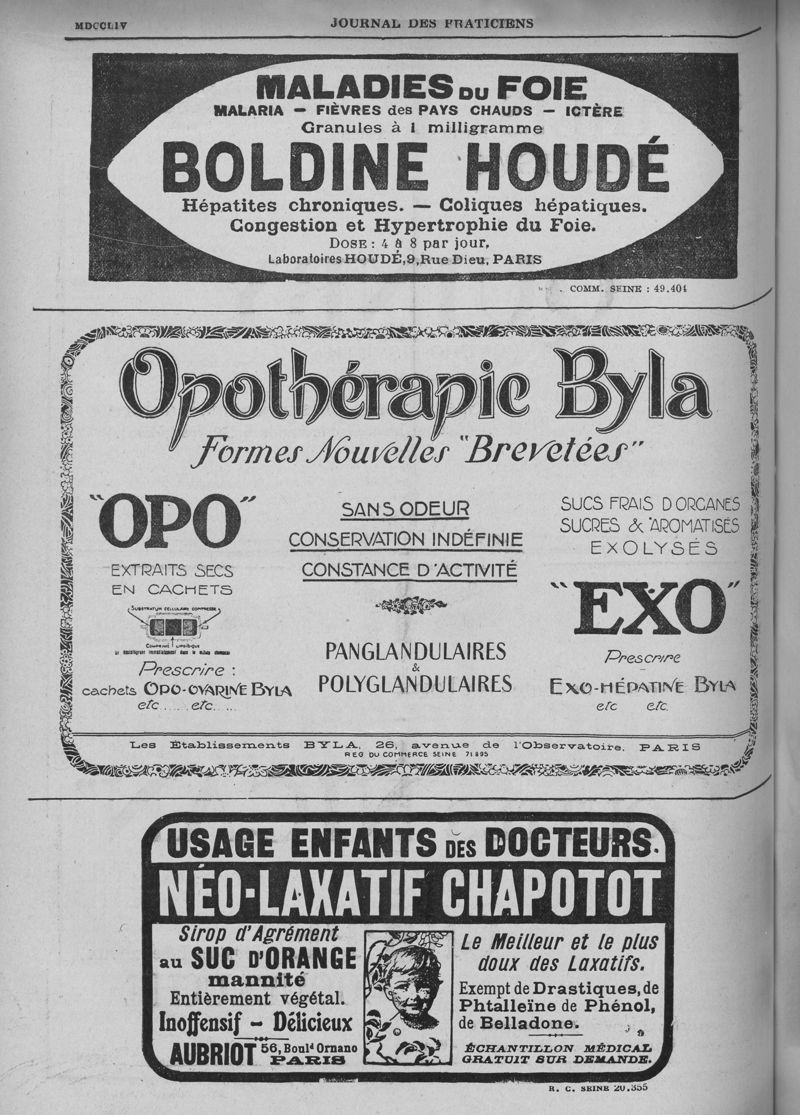 MDCCLIV
JOURNAL DES PRATICIENS
MALADIES DU FOIE
MALARIA — FIÈVRES des PAYS CHAUDS — ICTÈRE
Granules à 1 milligramme
BOLDINE HOUDÉ
Hépatites chroniques. — Coliques hépatiques.
Congestion et Hypertrophie du Foie.
DOSE : 4 à 8 par jour,
Laboratoires HOUDÉ, 9, Rue Dieu, PARIS
COMM. SEINE : 49.404
Opothérapie Byla
Formes Nouvelles "Brevetées"
"OPO"
EXTRAITS SECS
EN CACHETS
SUBSTRATUM CELLULAIRE COMPRESSE
Prescrire :
cachets OPO-OVARINE BYLA
etc...... etc.....
SANS ODEUR
CONSERVATION INDÉFINIE
CONSTANCE D'ACTIVITÉ
PANGLANDULAIRES
&
POLYGLANDULAIRES
SUCS FRAIS D'ORGANES
SUCRES & AROMATISÉS
EXOLYSÉS
"EXO"
Prescrire
EXO-HÉPATINE BYLA
etc etc.
Les Établissements BYLA, 26, avenue de l'Observatoire. PARIS
REG DU COMMERCE SEINE 71.895
USAGE ENFANTS DES DOCTEURS.
NÉO-LAXATIF CHAPOTOT
Sirop d'Agrément
au SUC D'ORANGE
mannité
Entièrement végétal.
Inoffensif — Délicieux
AUBRIOT 56, Boulᵈ Ornano
PARIS
Le Meilleur et le plus
doux des Laxatifs.
Exempt de Drastiques, de
Phtalleïne de Phénol,
de Belladone.
ÉCHANTILLON MÉDICAL
GRATUIT SUR DEMANDE.
R. C. SEINE 20.355